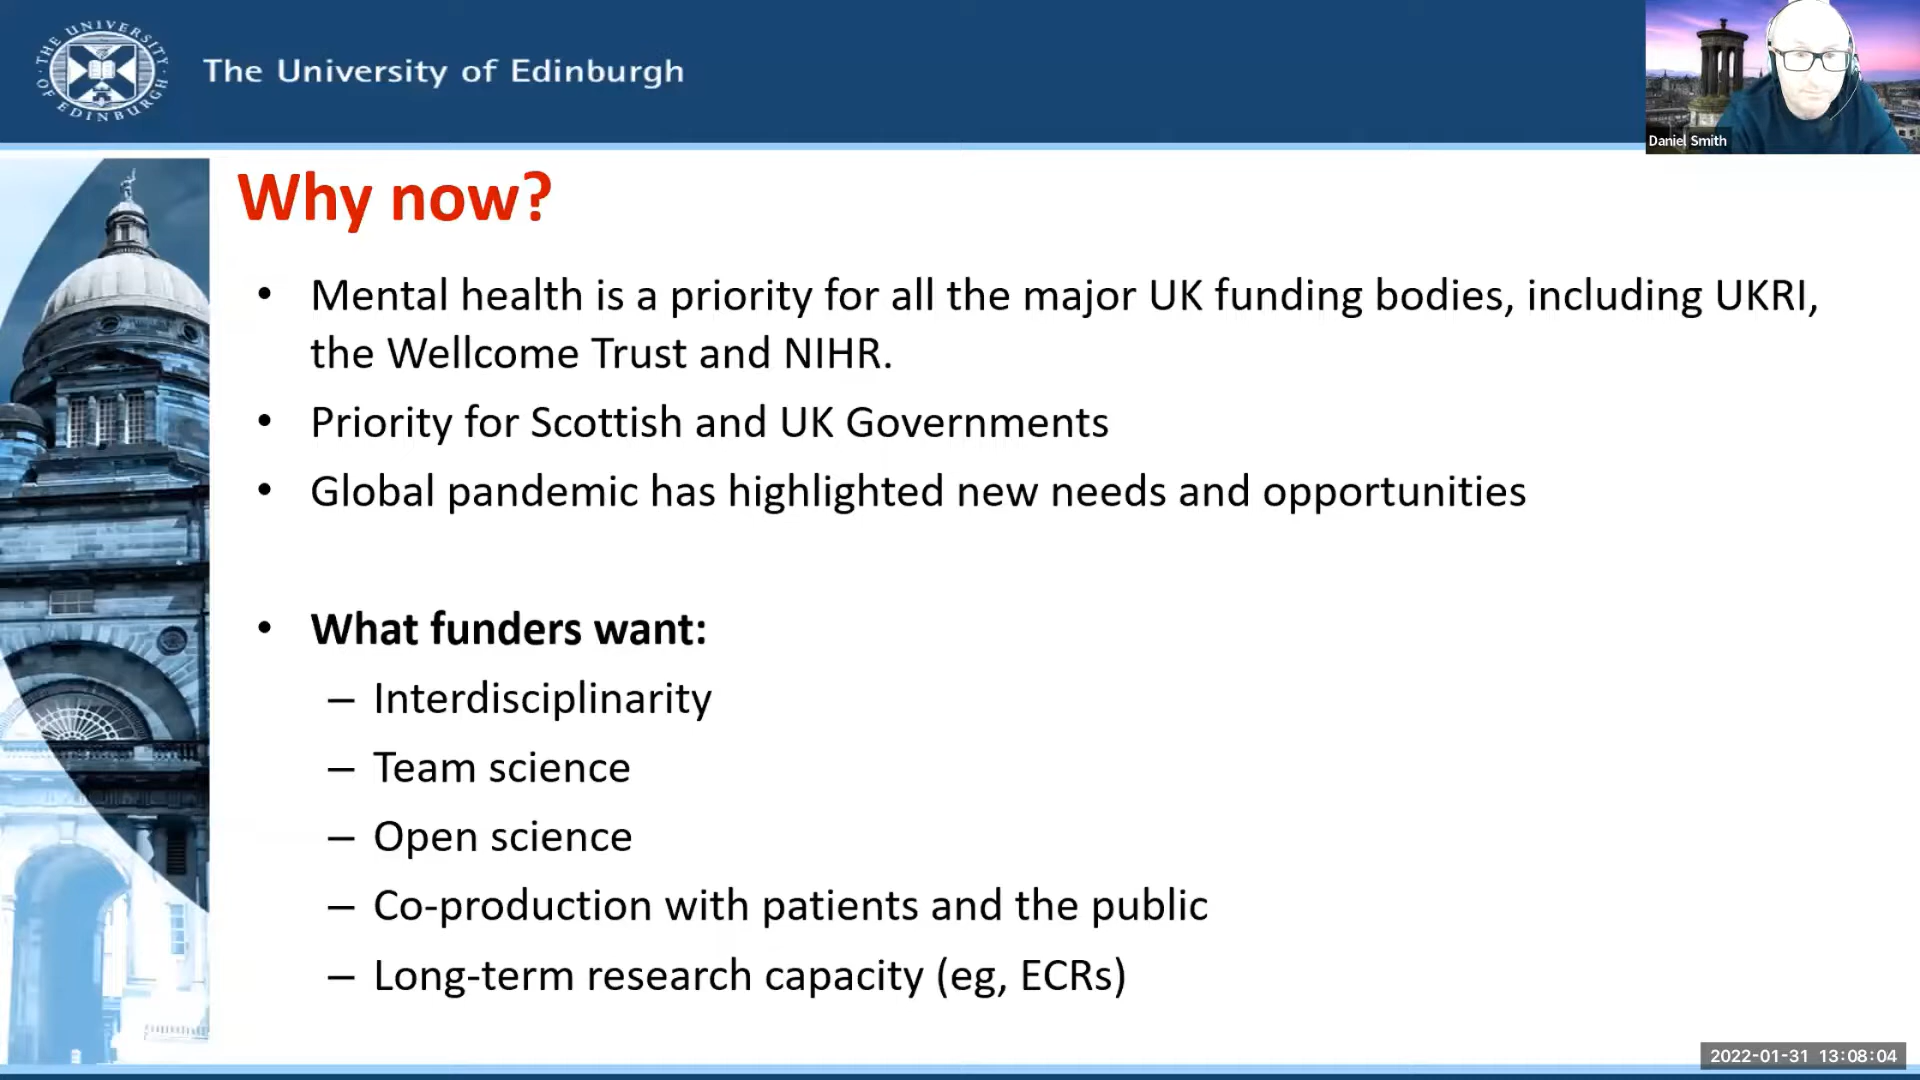 THE UNIVERSITY OF EDINBURGH
The University of Edinburgh
Daniel Smith
Why now?
• Mental health is a priority for all the major UK funding bodies, including UKRI,
the Wellcome Trust and NIHR.
• Priority for Scottish and UK Governments
• Global pandemic has highlighted new needs and opportunities
• What funders want:
– Interdisciplinarity
– Team science
– Open science
– Co-production with patients and the public
– Long-term research capacity (eg, ECRs)
2022-01-31 13:08:04